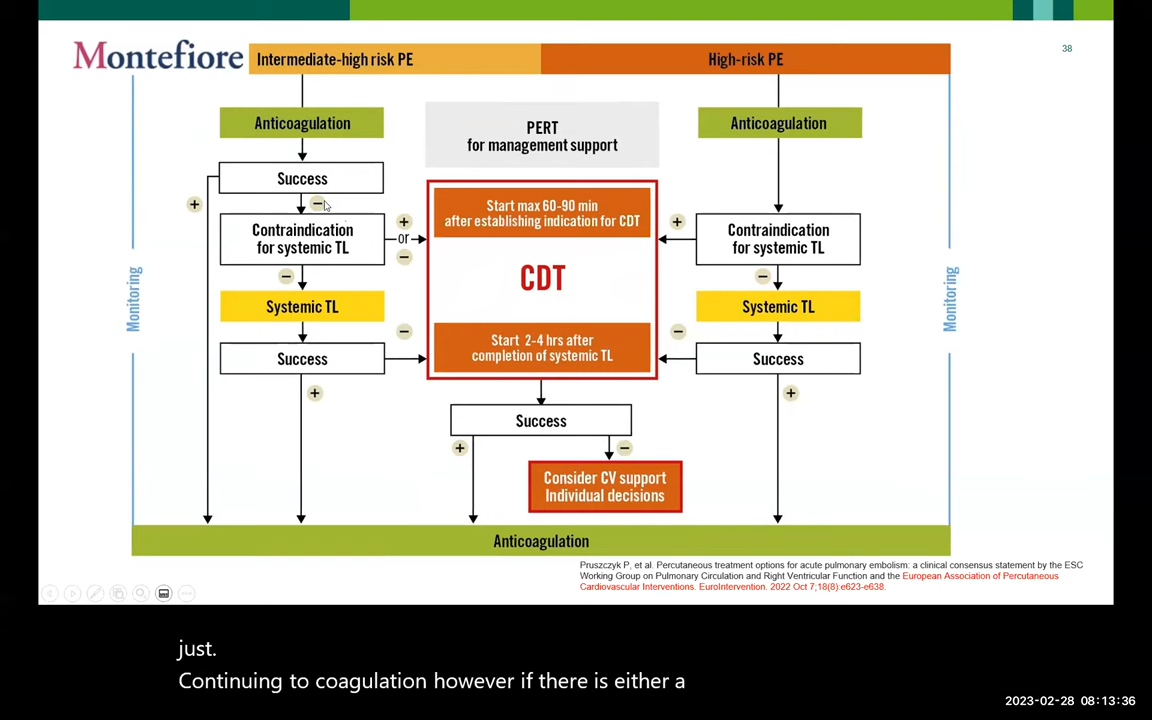 38
Montefiore
Intermediate-high risk PE
High-risk PE
Anticoagulation
PERT
for management support
Anticoagulation
Success
+
−
Contraindication
for systemic TL
+
or
−
Start max 60-90 min
after establishing indication for CDT
+
Contraindication
for systemic TL
CDT
Monitoring
Monitoring
−
−
Systemic TL
Systemic TL
−
−
Success
Start 2-4 hrs after
completion of systemic TL
Success
+
+
Success
+
−
Consider CV support
Individual decisions
Anticoagulation
Pruszczyk P, et al. Percutaneous treatment options for acute pulmonary embolism: a clinical consensus statement by the ESC
Working Group on Pulmonary Circulation and Right Ventricular Function and the European Association of Percutaneous
Cardiovascular Interventions. EuroIntervention. 2022 Oct 7;18(8):e623-e638.
just.
Continuing to coagulation however if there is either a
2023-02-28 08:13:36